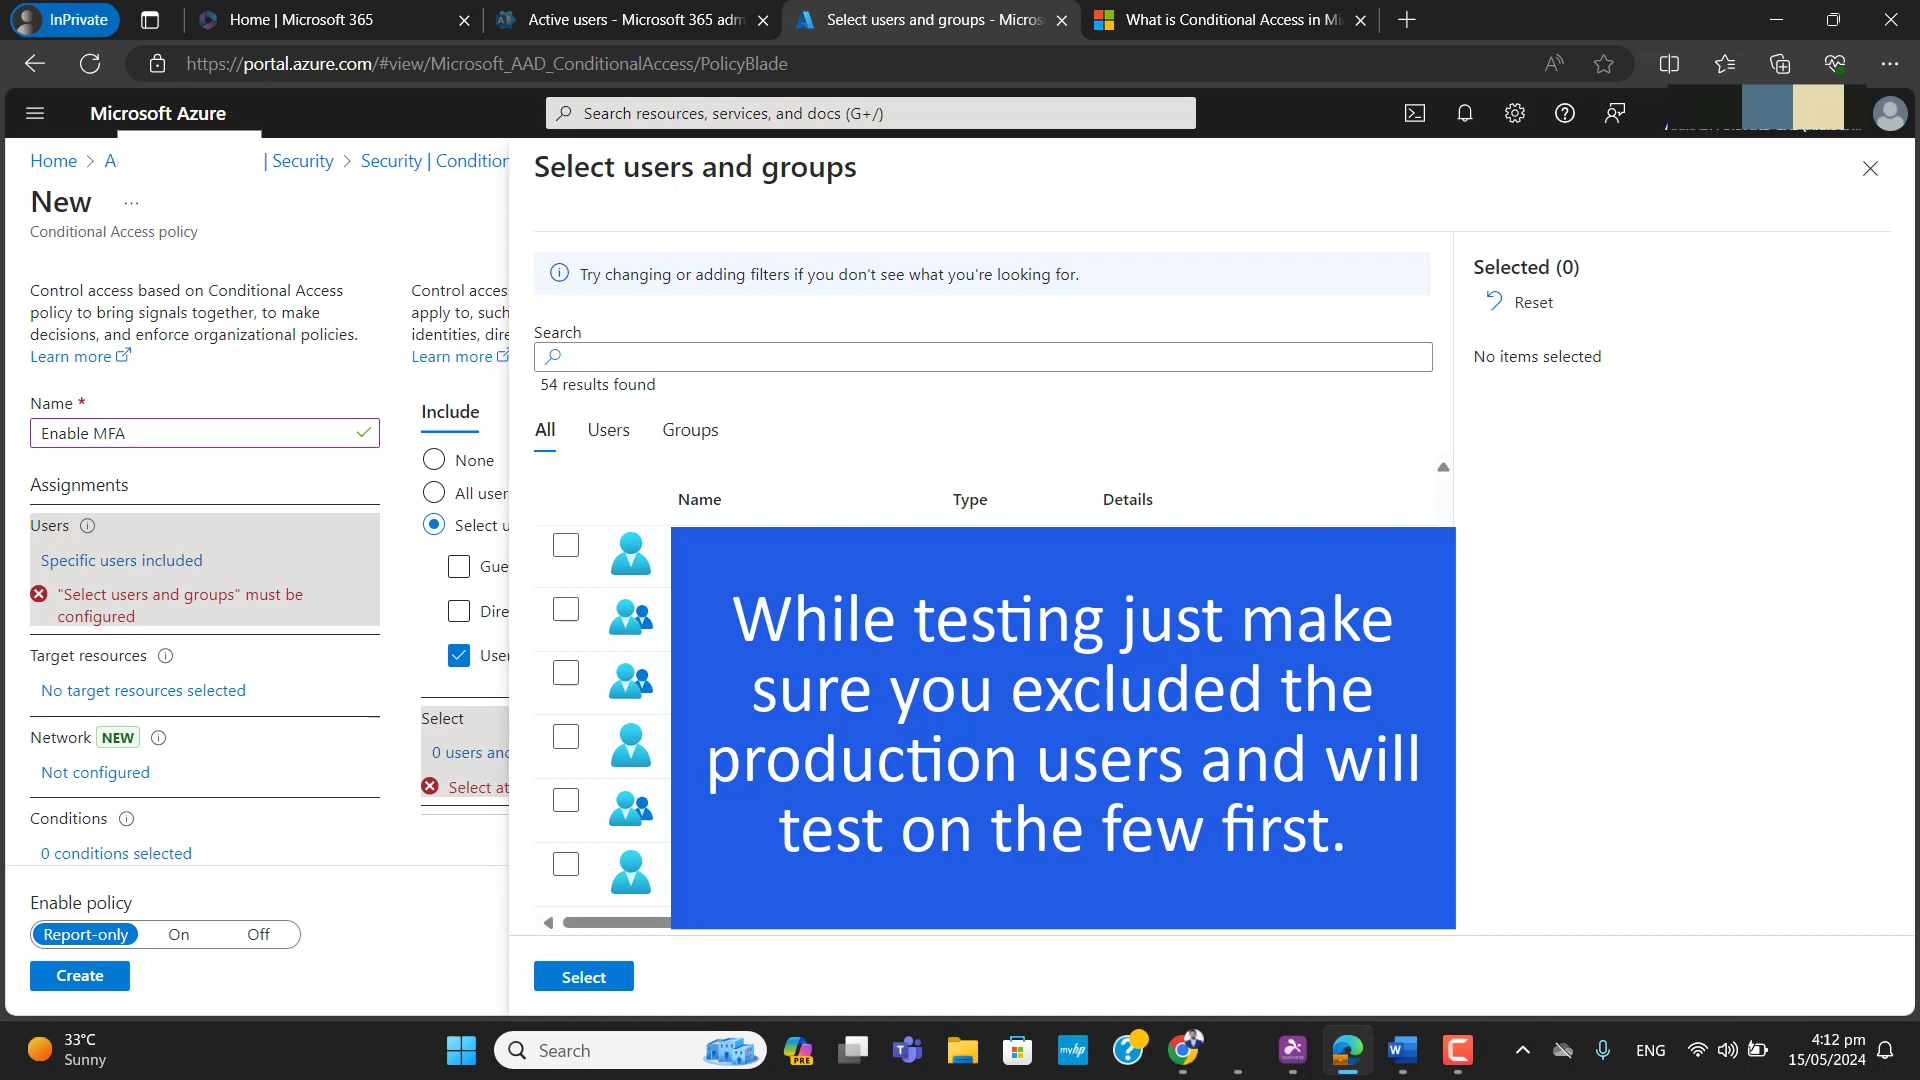 InPrivate
Home | Microsoft 365
Active users - Microsoft 365 adm
Select users and groups - Micros
What is Conditional Access in Mi
https://portal.azure.com/#view/Microsoft_AAD_ConditionalAccess/PolicyBlade
Microsoft Azure
Search resources, services, and docs (G+/)
Home > A
| Security > Security | Condition
New ...
Conditional Access policy
Control access based on Conditional Access
policy to bring signals together, to make
decisions, and enforce organizational policies.
Learn more
Name *
Enable MFA
Assignments
Users
Specific users included
"Select users and groups" must be
configured
Target resources
No target resources selected
Network NEW
Not configured
Conditions
0 conditions selected
Enable policy
Report-only On Off
Create
Control acces
apply to, such
identities, dire
Learn more
Include
None
All user
Select u
Gue
Dire
User
Select
0 users and
Select at
Select users and groups
Try changing or adding filters if you don't see what you're looking for.
Search
54 results found
All Users Groups
Name Type Details
While testing just make
sure you excluded the
production users and will
test on the few first.
Select
Selected (0)
Reset
No items selected
33°C
Sunny
Search
PRE
myhp
ENG
4:12 pm
15/05/2024